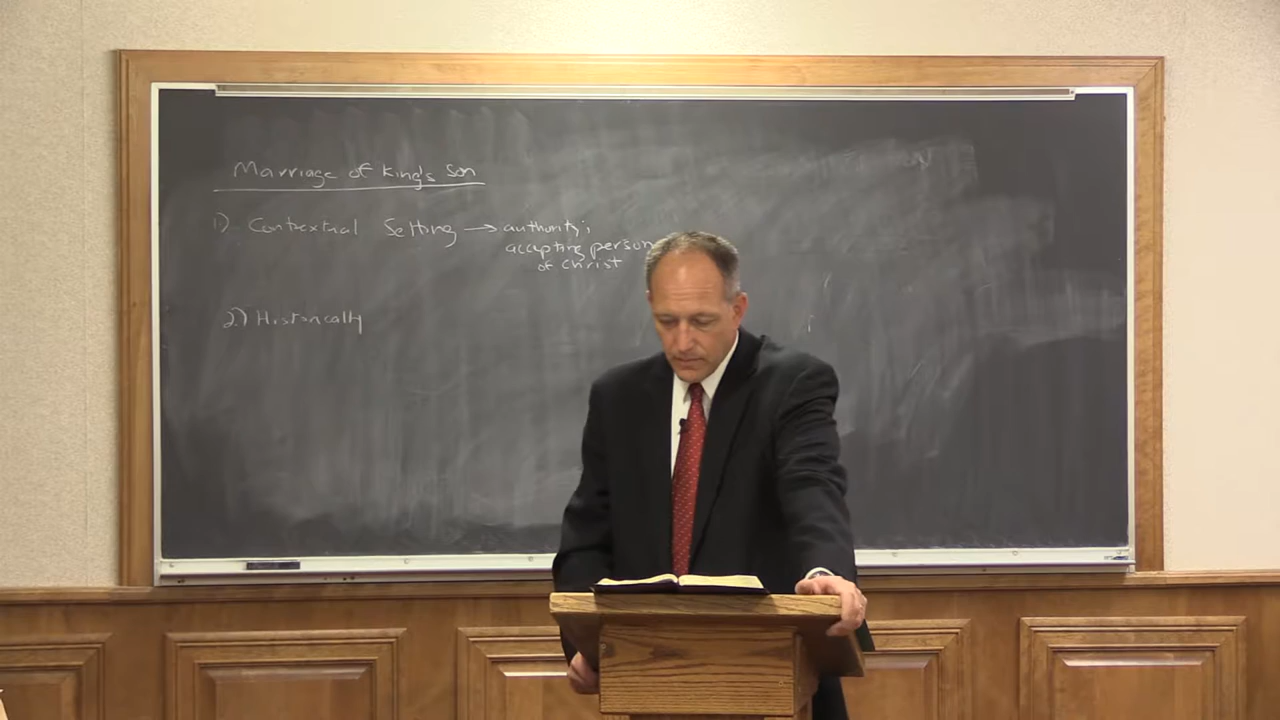 Marriage of King's Son
1) Contextual Setting → authority;
accepting person
of Christ
2.) Historically